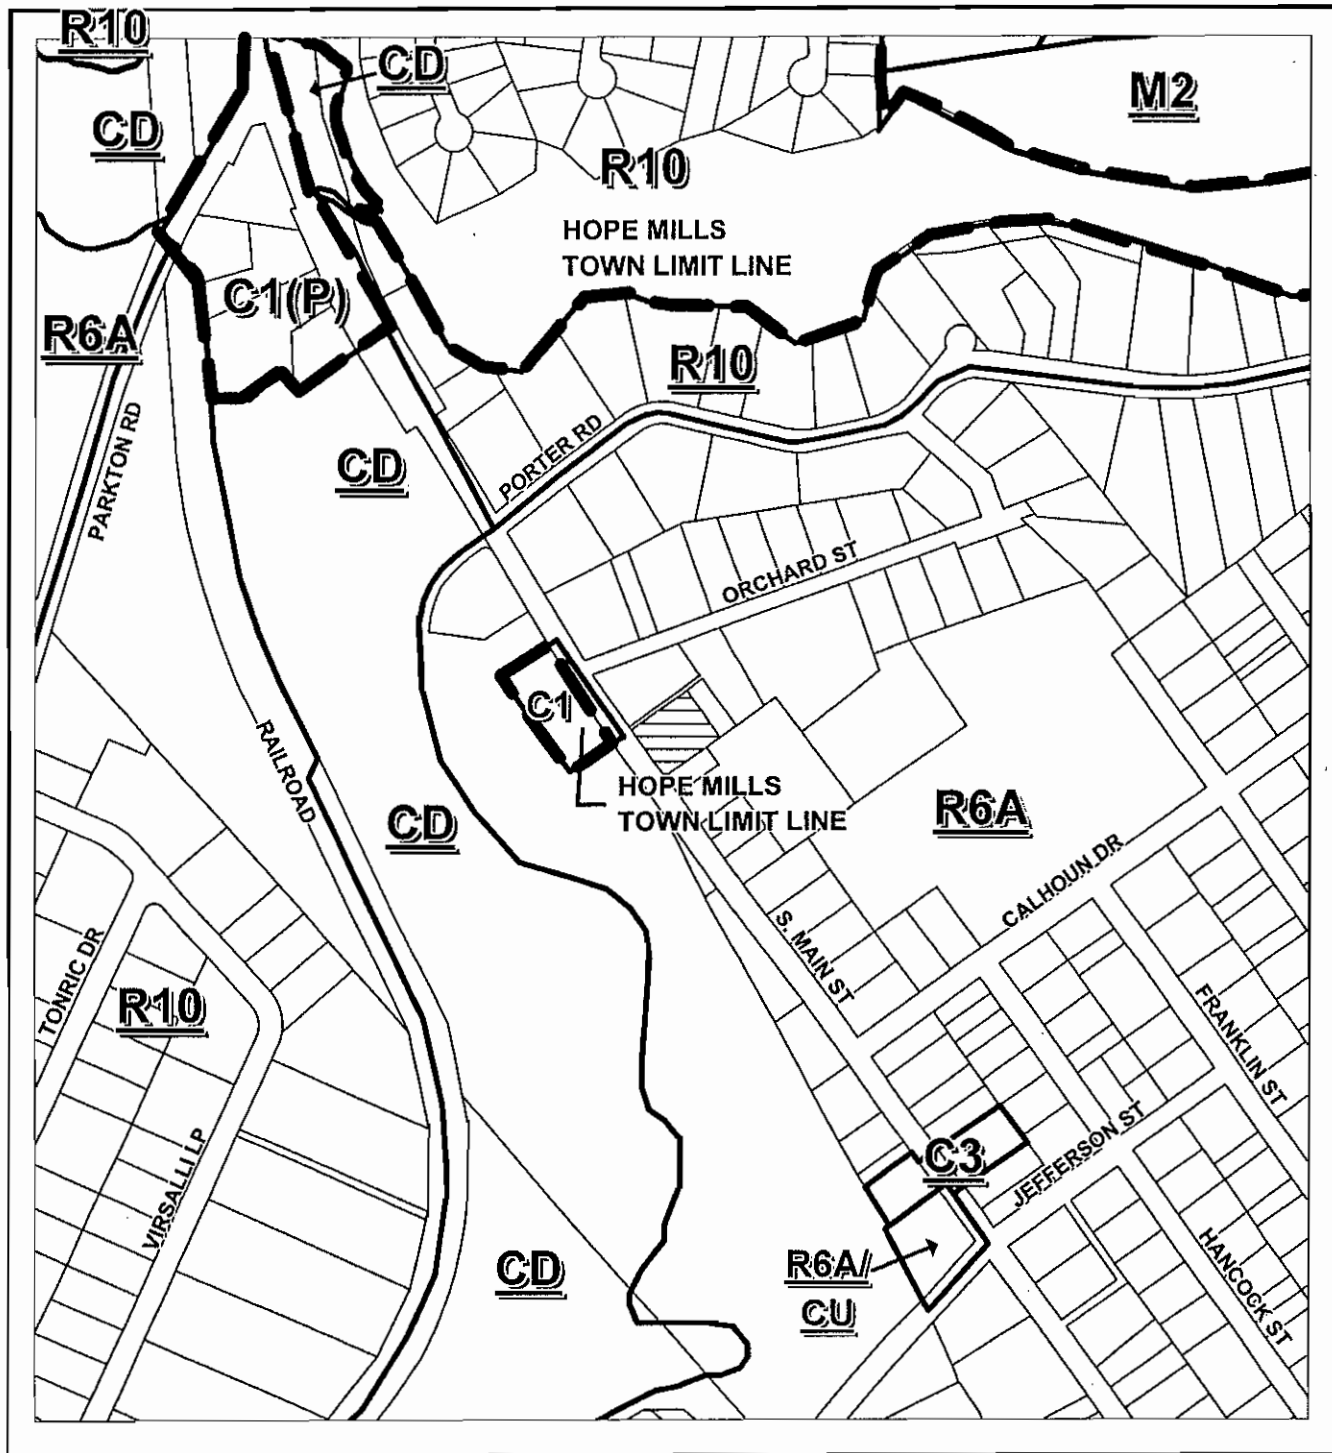 R10
CD
CD
M2
R10
HOPE MILLS
TOWN LIMIT LINE
C1(P)
R6A
R10
PARKTON RD
CD
PORTER RD
ORCHARD ST
C1
RAILROAD
HOPE MILLS
TOWN LIMIT LINE
CD
R6A
CALHOUN DR
S. MAIN ST
TONRIC DR
R10
FRANKLIN ST
VIRSALLI LP
C3
JEFFERSON ST
HANCOCK ST
CD
R6A/
CU